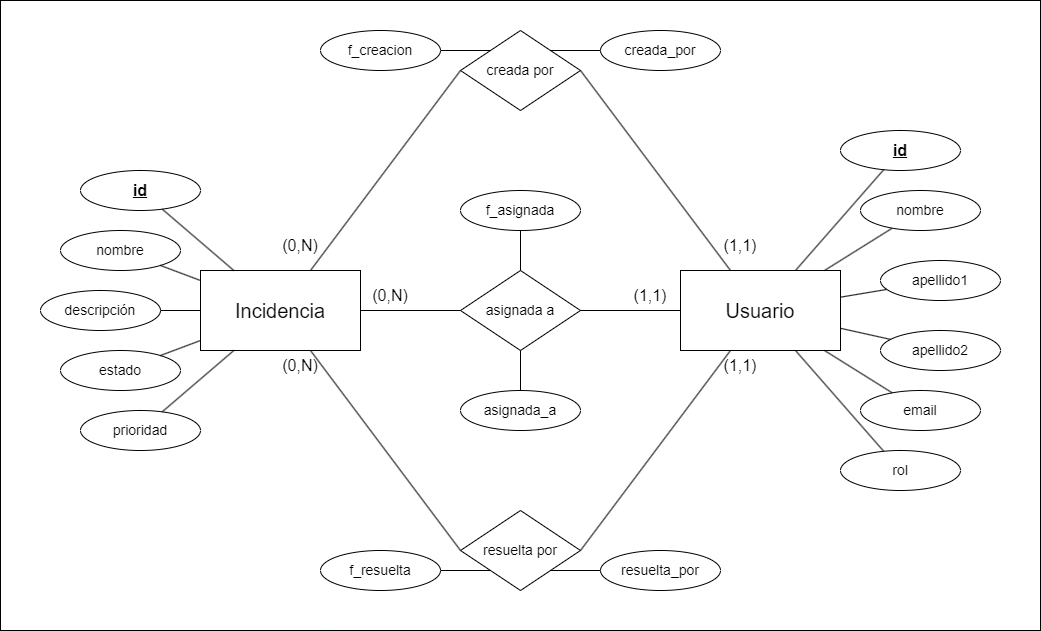 f_creacion
creada por
creada_por
id
nombre
descripción
estado
prioridad
Incidencia
(0,N)
(0,N)
(0,N)
f_asignada
asignada a
asignada_a
(1,1)
(1,1)
(1,1)
Usuario
id
nombre
apellido1
apellido2
email
rol
f_resuelta
resuelta por
resuelta_por